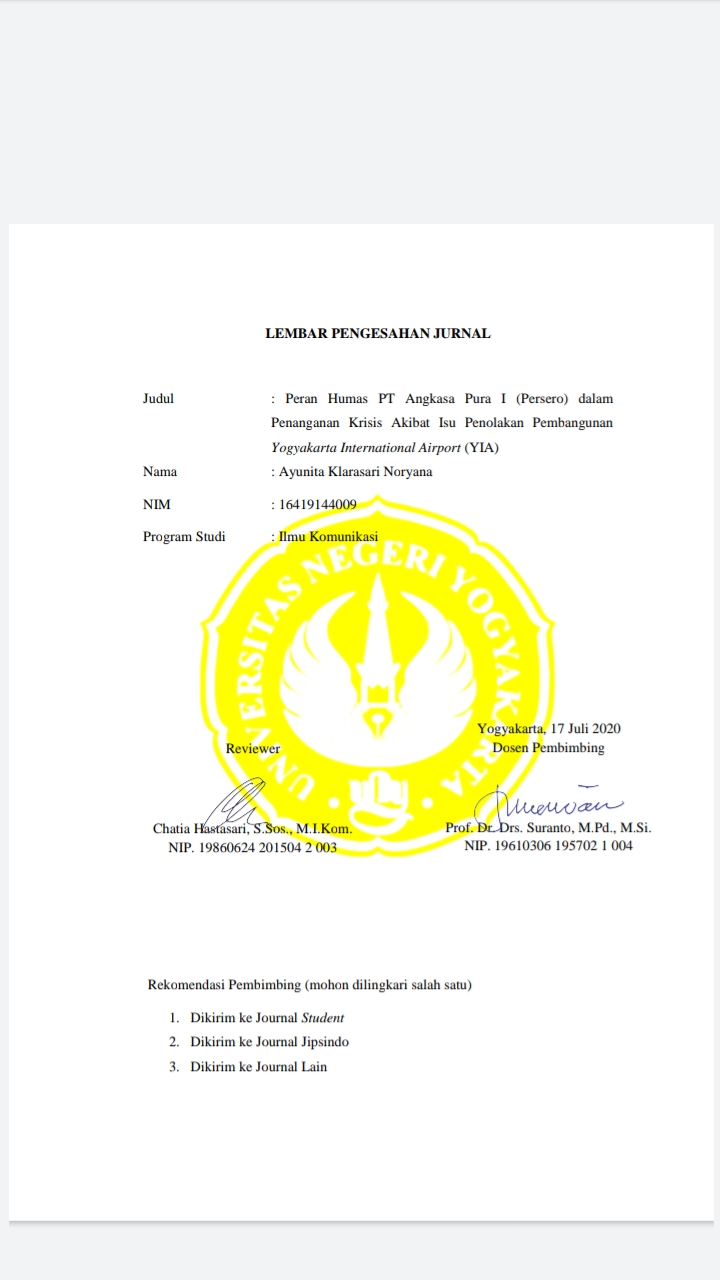 LEMBAR PENGESAHAN JURNAL
Judul : Peran Humas PT Angkasa Pura I (Persero) dalam
Penanganan Krisis Akibat Isu Penolakan Pembangunan
Yogyakarta International Airport (YIA)
Nama : Ayunita Klarasari Noryana
NIM : 16419144009
Program Studi : Ilmu Komunikasi
UNIVERSITAS NEGERI YOGYAKARTA
Yogyakarta, 17 Juli 2020
Reviewer Dosen Pembimbing
Chatia Hastasari, S.Sos., M.I.Kom. Prof. Dr. Drs. Suranto, M.Pd., M.Si.
NIP. 19860624 201504 2 003 NIP. 19610306 195702 1 004
Rekomendasi Pembimbing (mohon dilingkari salah satu)
1. Dikirim ke Journal Student
2. Dikirim ke Journal Jipsindo
3. Dikirim ke Journal Lain